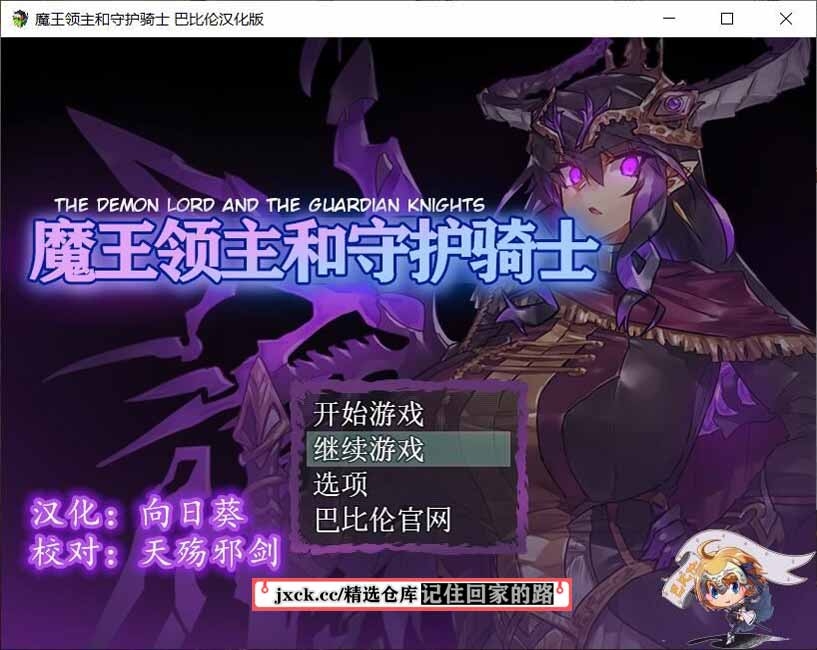 魔王领主和守护骑士 巴比伦汉化版
THE DEMON LORD AND THE GUARDIAN KNIGHTS
魔王领主和守护骑士
开始游戏
继续游戏
选项
巴比伦官网
汉化：向日葵
校对：天殇邪剑
jxck.cc/精选仓库 记住回家的路